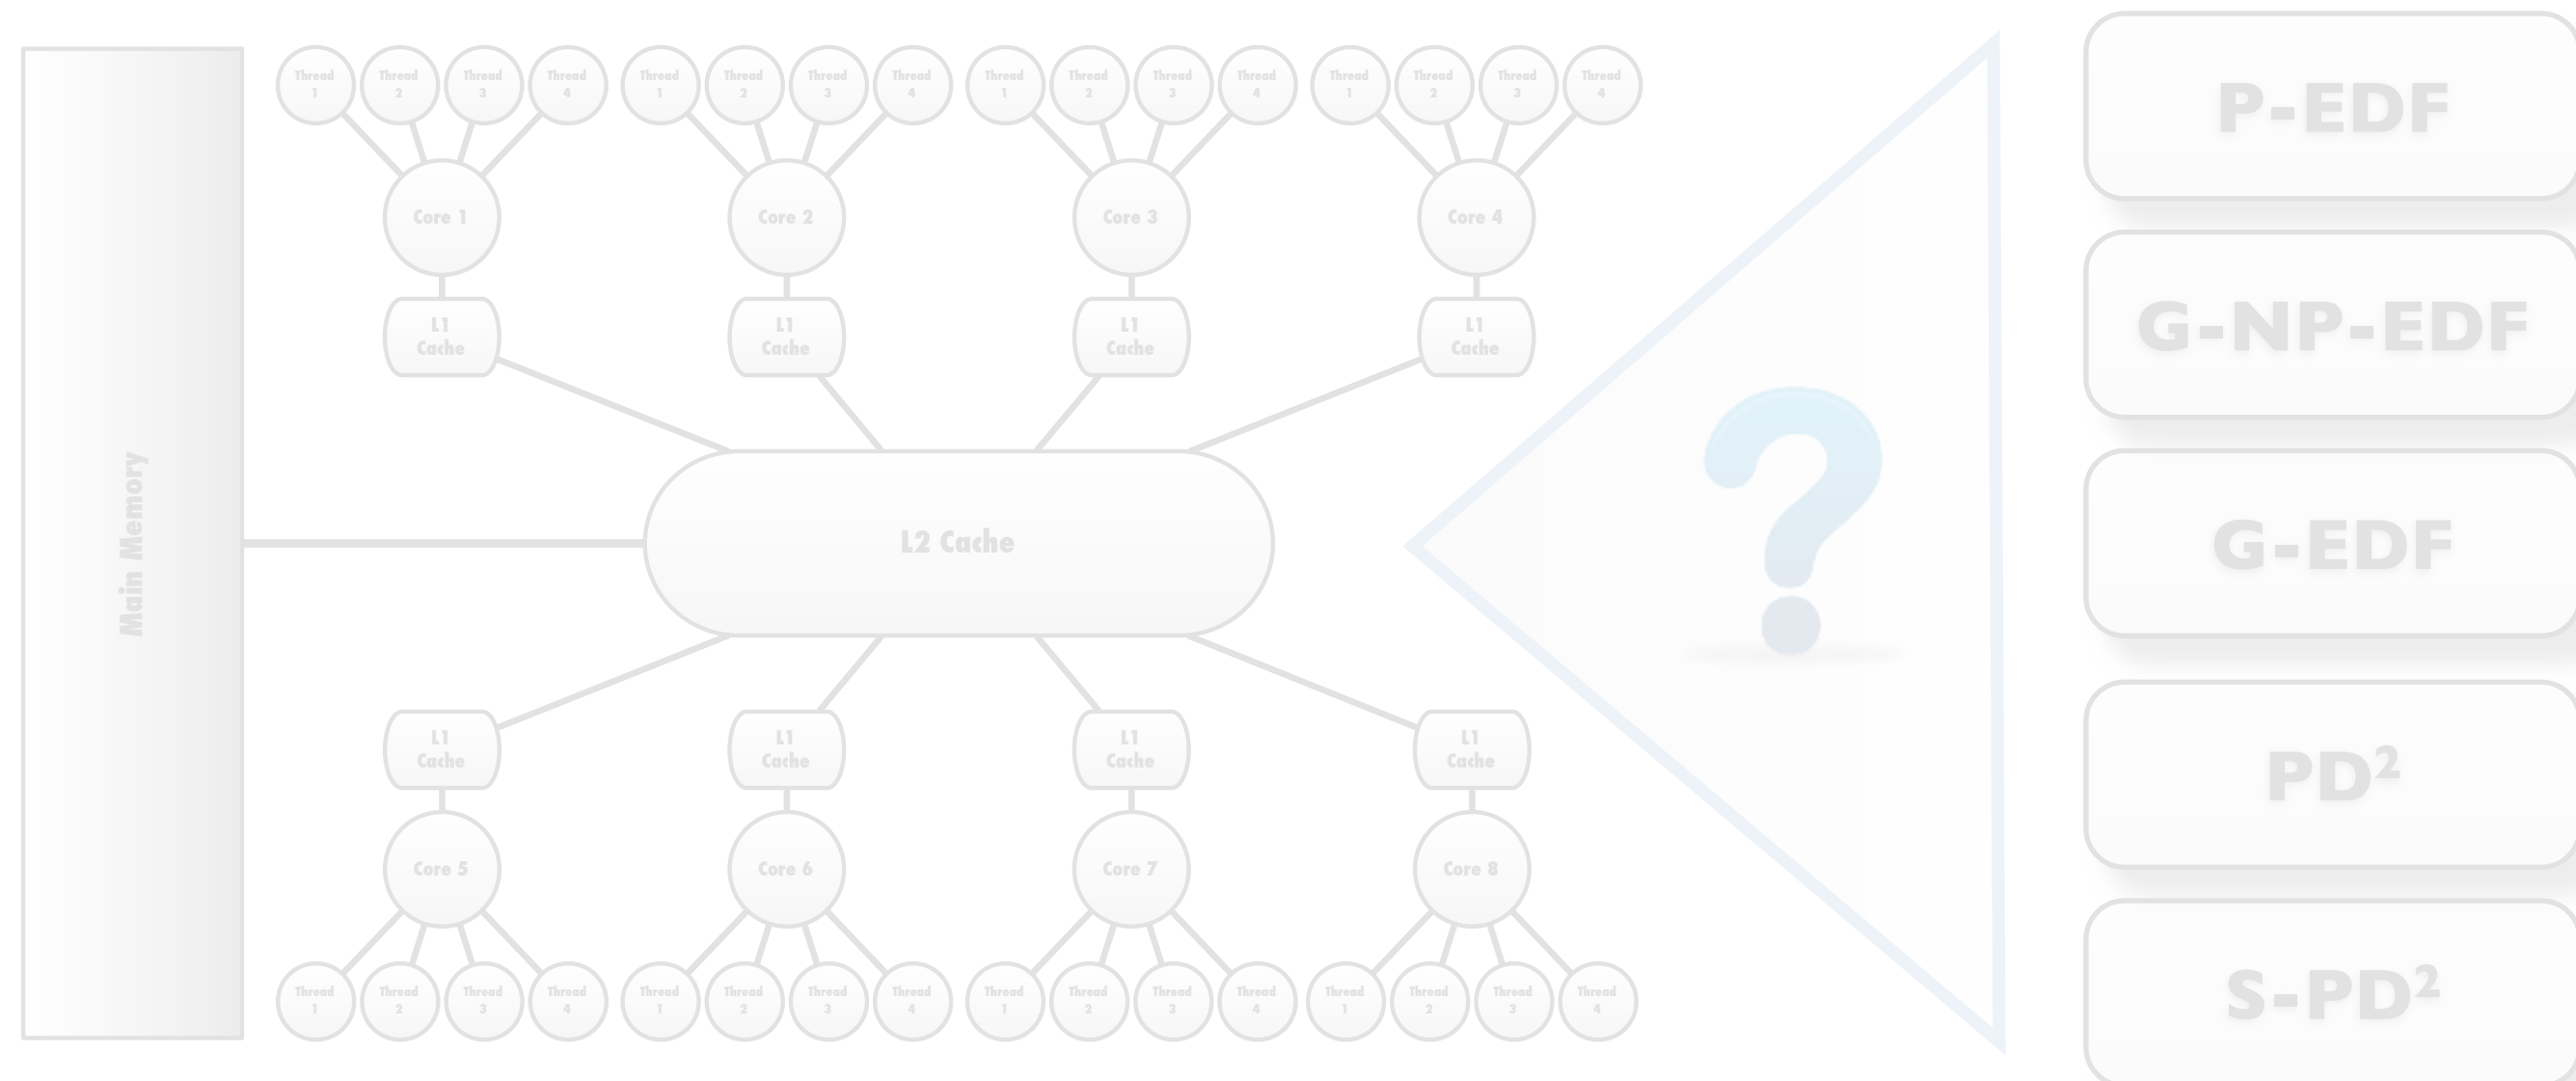 Main Memory
Thread
1
Thread
2
Thread
3
Thread
4
Thread
1
Thread
2
Thread
3
Thread
4
Thread
1
Thread
2
Thread
3
Thread
4
Thread
1
Thread
2
Thread
3
Thread
4
Core 1
Core 2
Core 3
Core 4
L1
Cache
L1
Cache
L1
Cache
L1
Cache
L2 Cache
L1
Cache
L1
Cache
L1
Cache
L1
Cache
Core 5
Core 6
Core 7
Core 8
Thread
1
Thread
2
Thread
3
Thread
4
Thread
1
Thread
2
Thread
3
Thread
4
Thread
1
Thread
2
Thread
3
Thread
4
Thread
1
Thread
2
Thread
3
Thread
4
?
P-EDF
G-NP-EDF
G-EDF
PD²
S-PD²